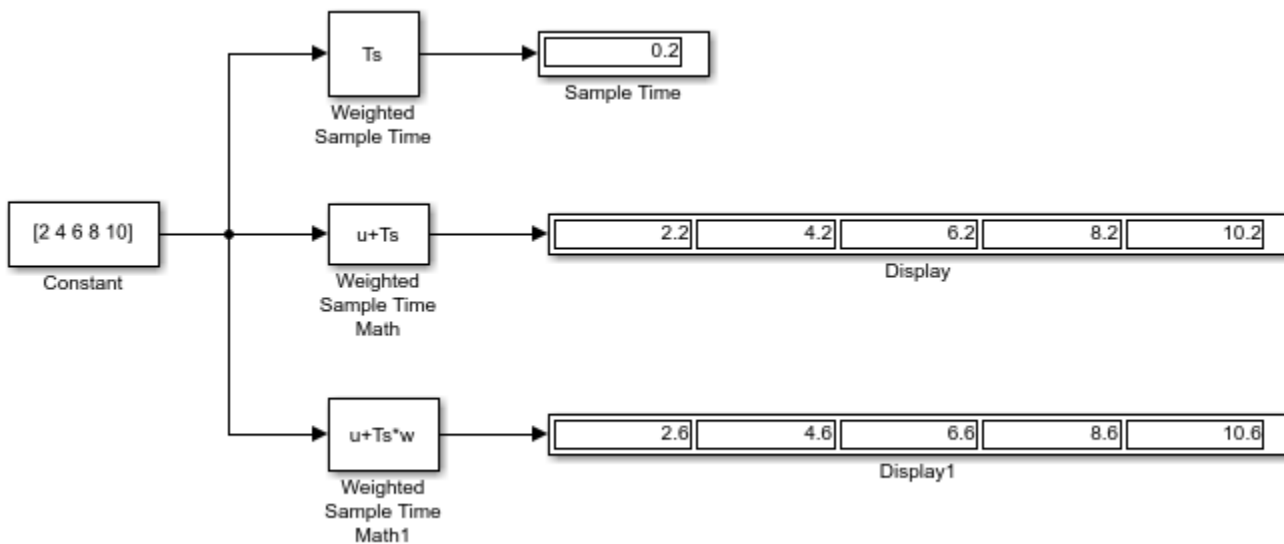 Ts
0.2
Weighted
Sample Time
Sample Time
[2 4 6 8 10]
Constant
u+Ts
2.2 4.2 6.2 8.2 10.2
Weighted
Sample Time
Math
Display
u+Ts*w
2.6 4.6 6.6 8.6 10.6
Weighted
Sample Time
Math1
Display1